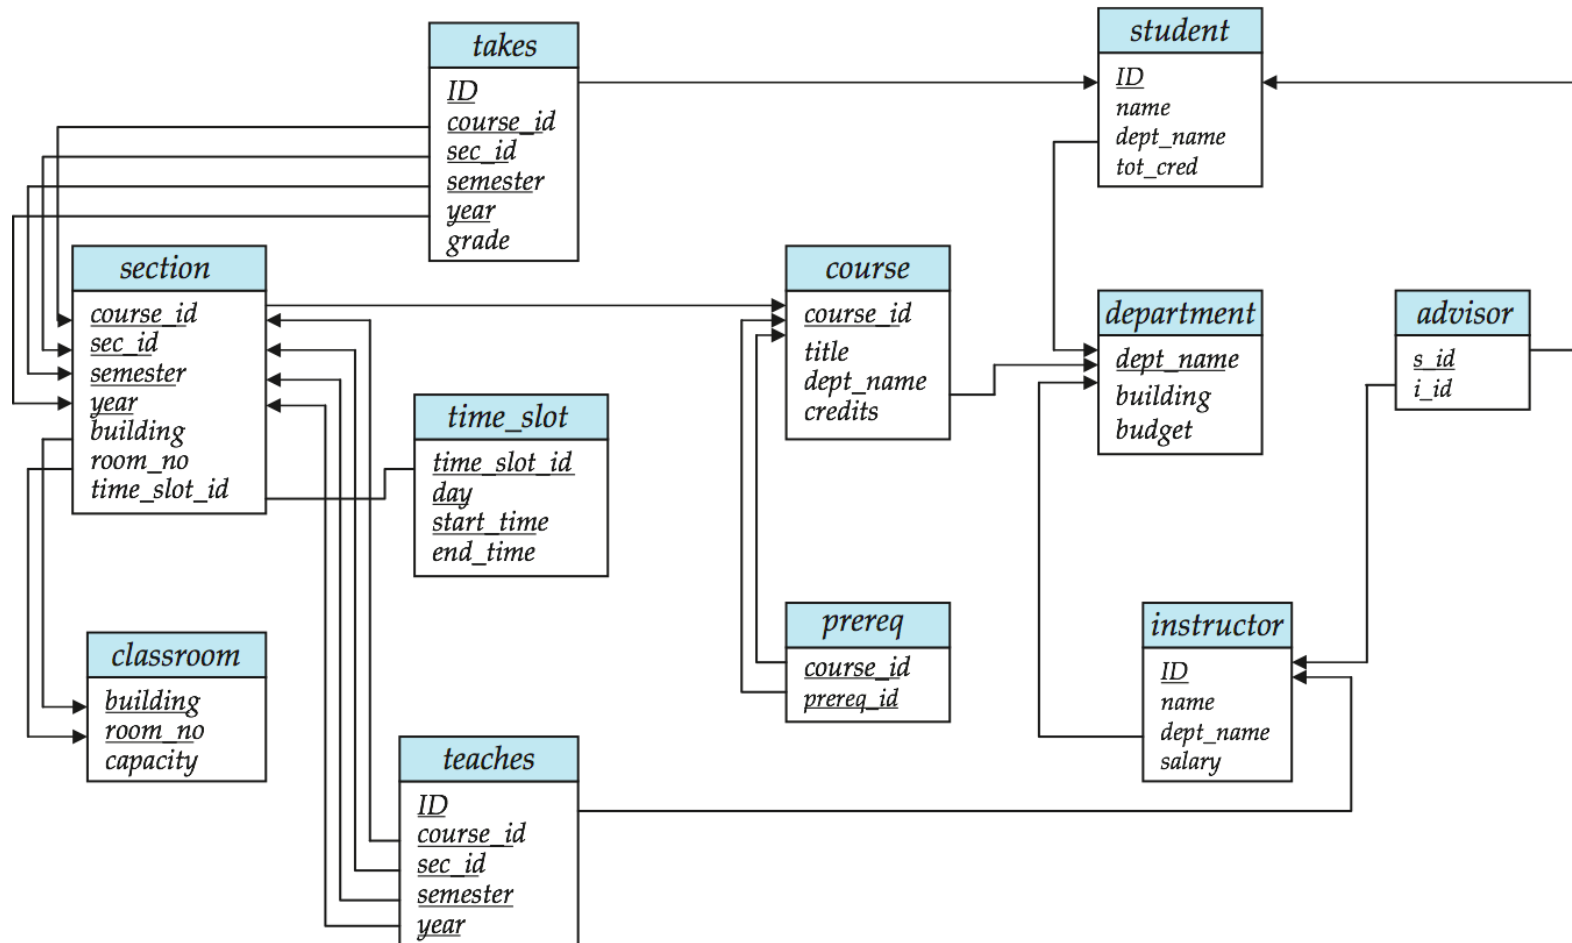 takes
ID
course_id
sec_id
semester
year
grade
student
ID
name
dept_name
tot_cred
section
course_id
sec_id
semester
year
building
room_no
time_slot_id
course
course_id
title
dept_name
credits
department
dept_name
building
budget
advisor
s_id
i_id
time_slot
time_slot_id
day
start_time
end_time
classroom
building
room_no
capacity
prereq
course_id
prereq_id
instructor
ID
name
dept_name
salary
teaches
ID
course_id
sec_id
semester
year